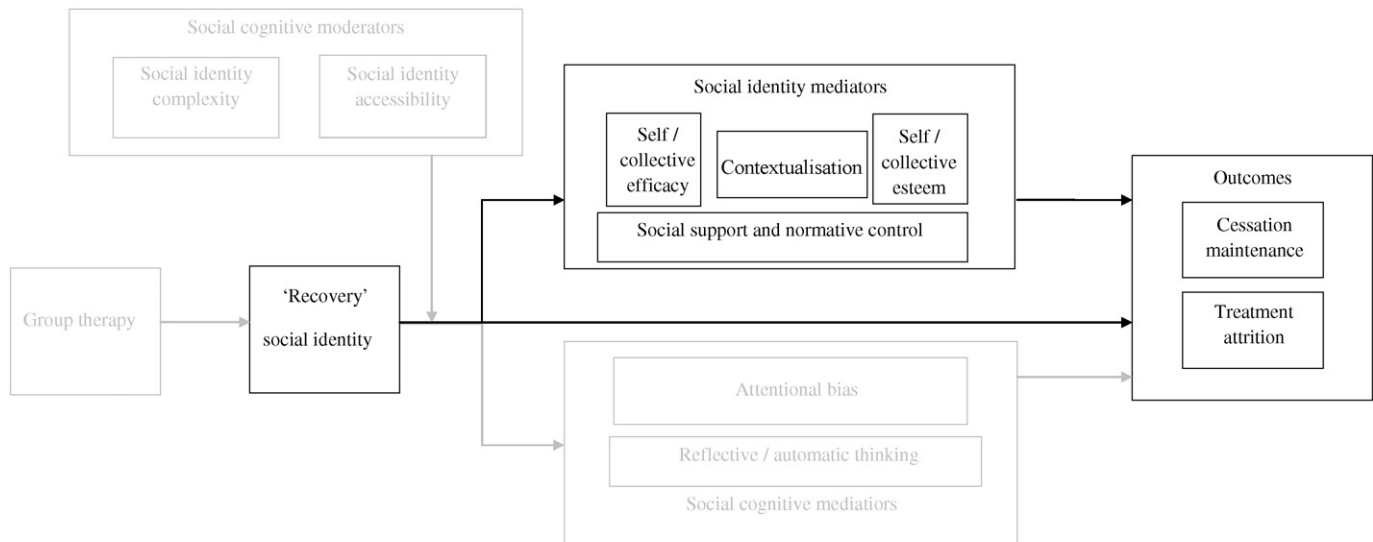 Social cognitive moderators
Social identity
complexity
Social identity
accessibility
Social identity mediators
Self /
collective
efficacy
Contextualisation
Self /
collective
esteem
Social support and normative control
Outcomes
Cessation
maintenance
Treatment
attrition
Group therapy
‘Recovery’
social identity
Attentional bias
Reflective / automatic thinking
Social cognitive mediatiors